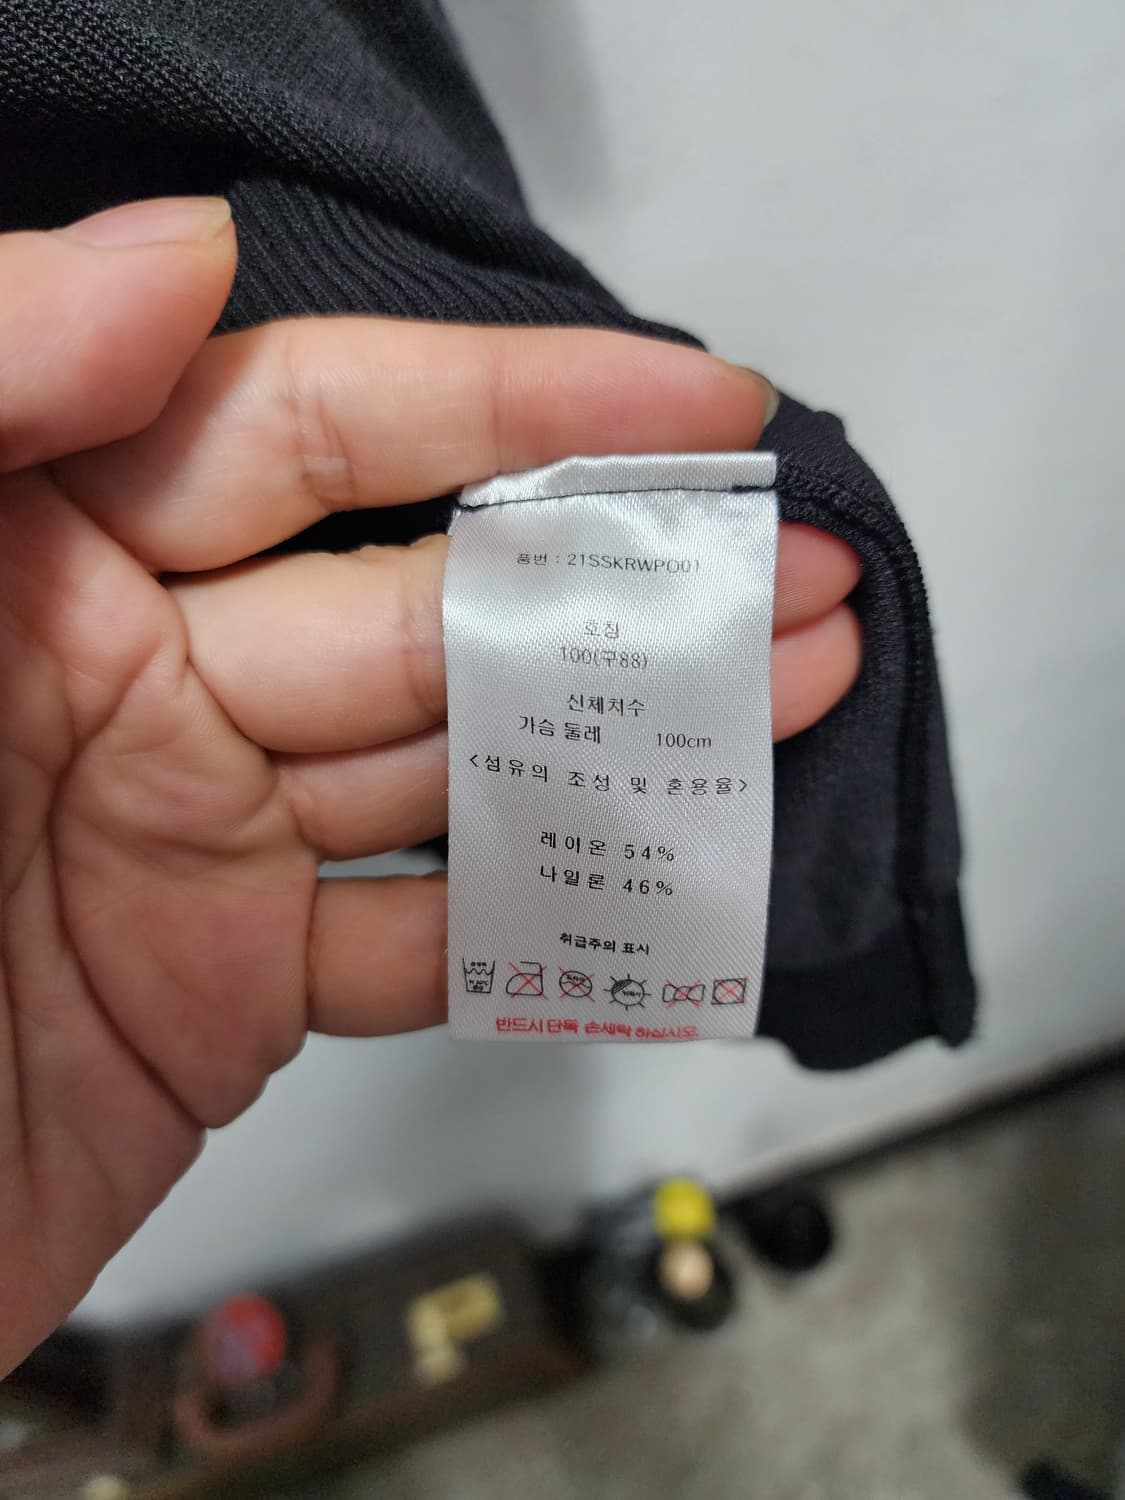 품번 : 21SSKRWPO01
호칭
100(구88)
신체치수
가슴 둘레 100cm
<섬유의 조성 및 혼용율>
레이온 54%
나일론 46%
취급주의 표시
반드시 단독 손세탁 하십시오